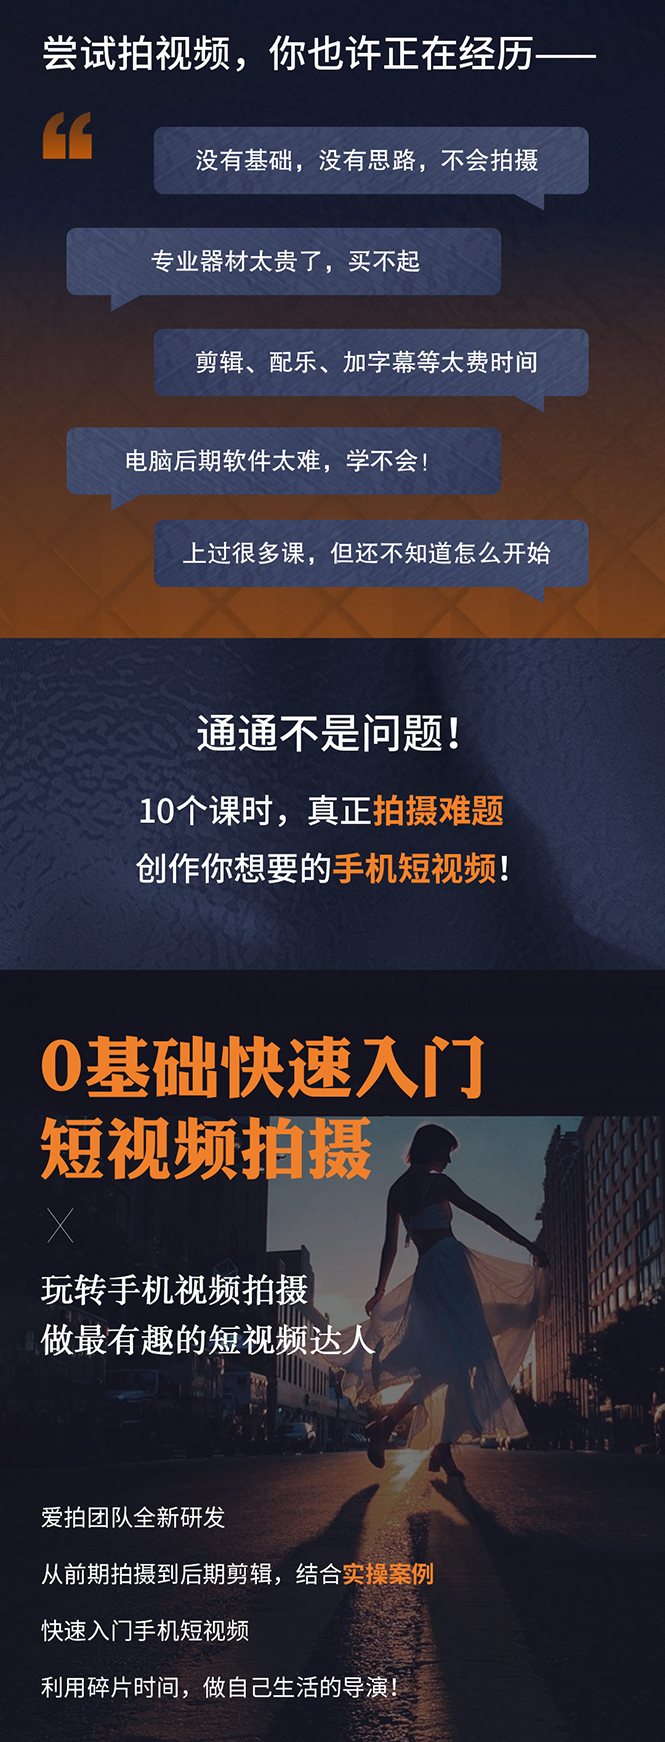 尝试拍视频，你也许正在经历——
没有基础，没有思路，不会拍摄
专业器材太贵了，买不起
剪辑、配乐、加字幕等太费时间
电脑后期软件太难，学不会！
上过很多课，但还不知道怎么开始
通通不是问题！
10个课时，真正拍摄难题
创作你想要的手机短视频！
0基础快速入门
短视频拍摄
玩转手机视频拍摄
做最有趣的短视频达人
爱拍团队全新研发
从前期拍摄到后期剪辑，结合实操案例
快速入门手机短视频
利用碎片时间，做自己生活的导演！